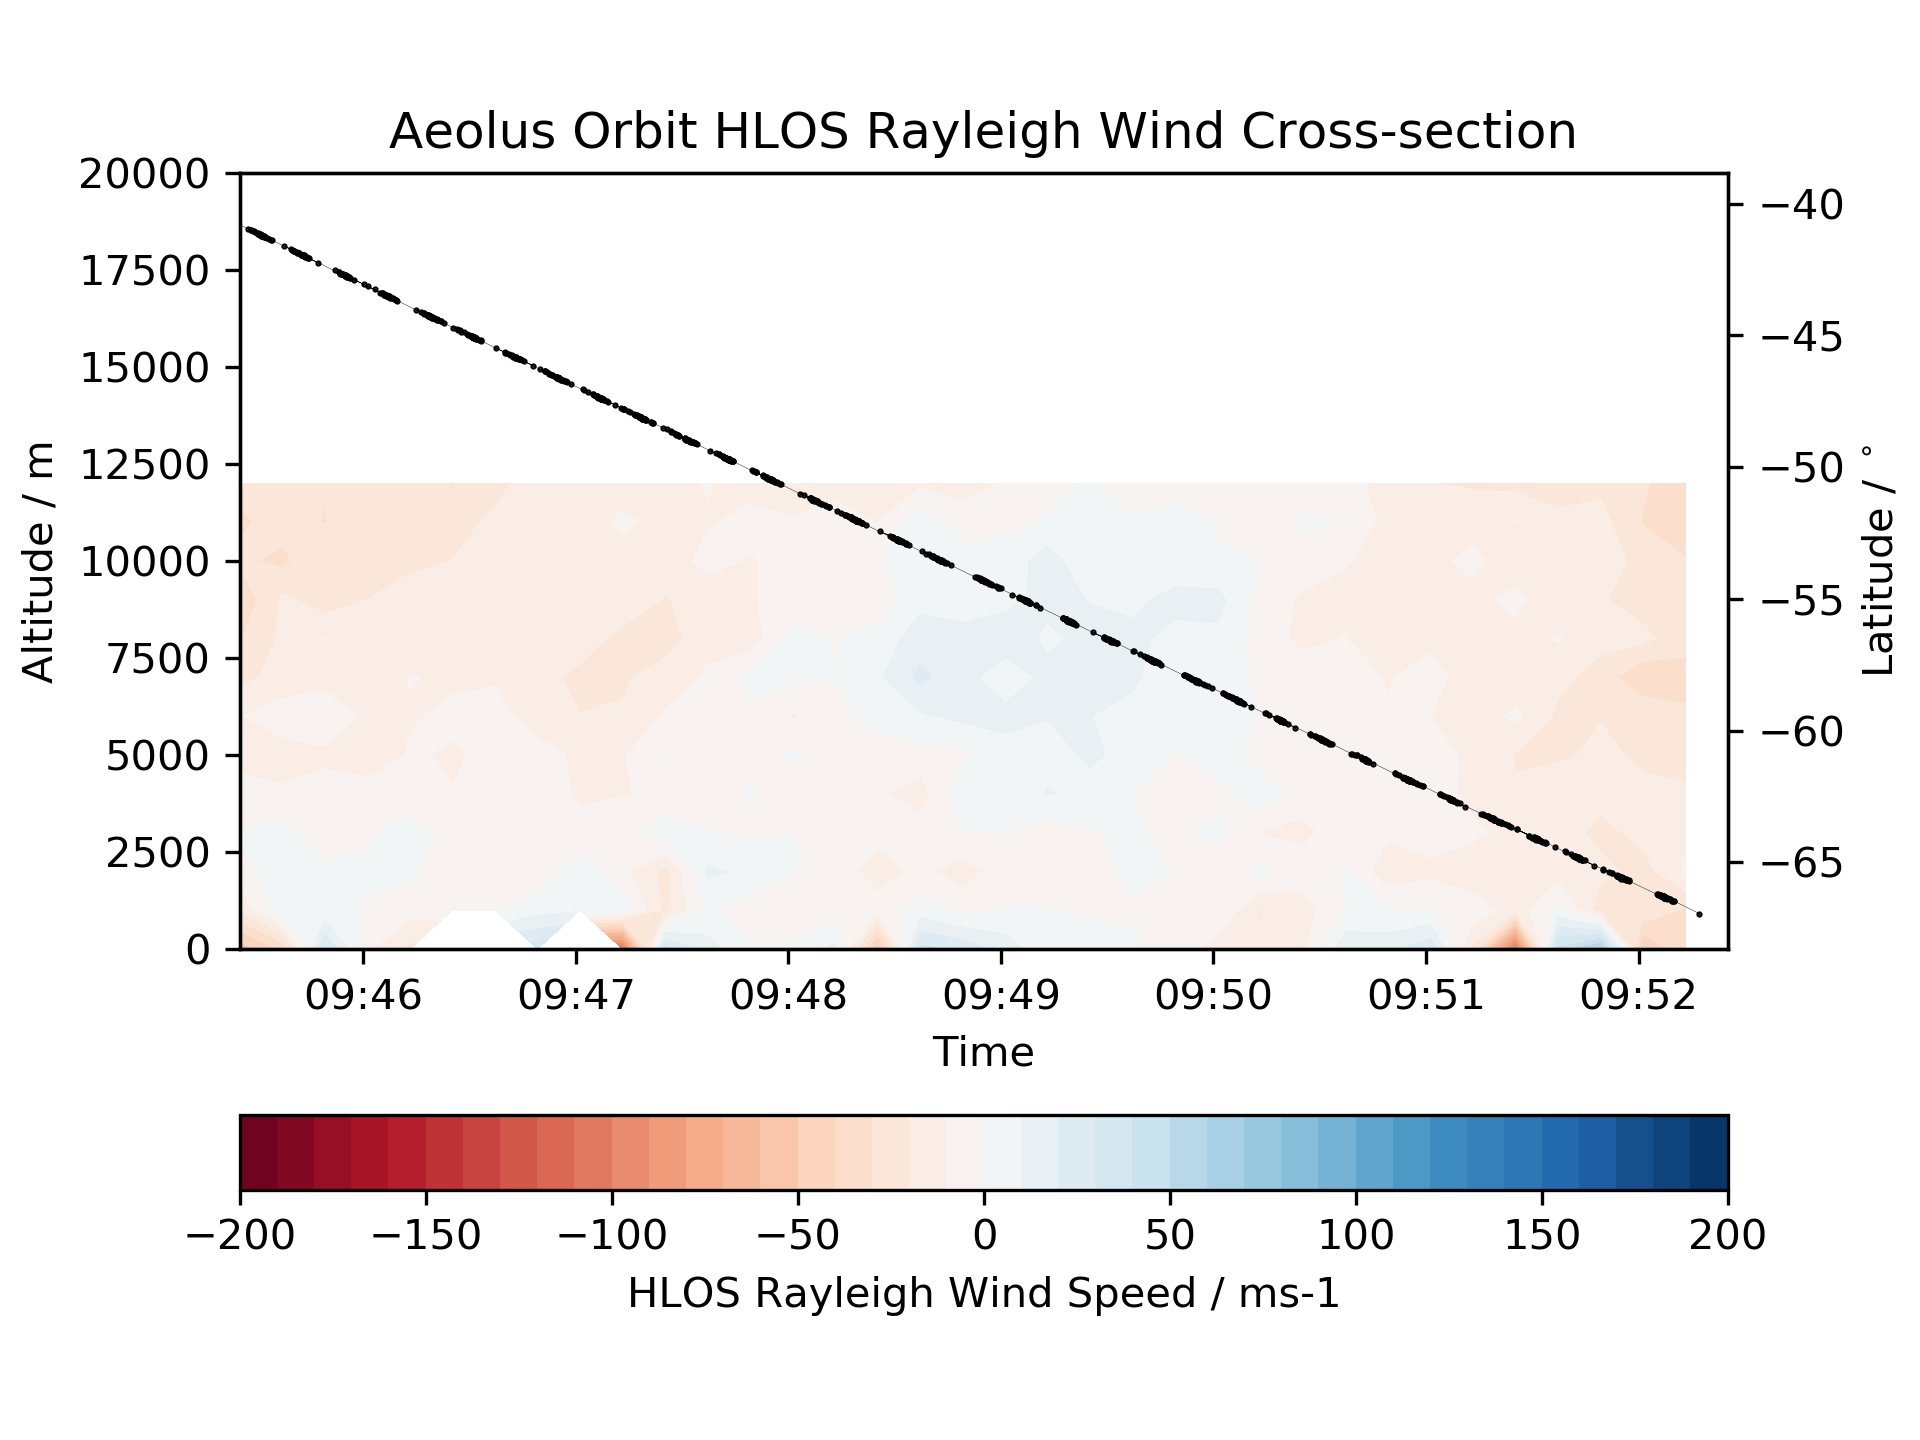 Aeolus Orbit HLOS Rayleigh Wind Cross-section
20000
17500
15000
12500
10000
7500
5000
2500
0
Altitude / m
−40
−45
−50
−55
−60
−65
Latitude / °
09:46 09:47 09:48 09:49 09:50 09:51 09:52
Time
−200 −150 −100 −50 0 50 100 150 200
HLOS Rayleigh Wind Speed / ms-1